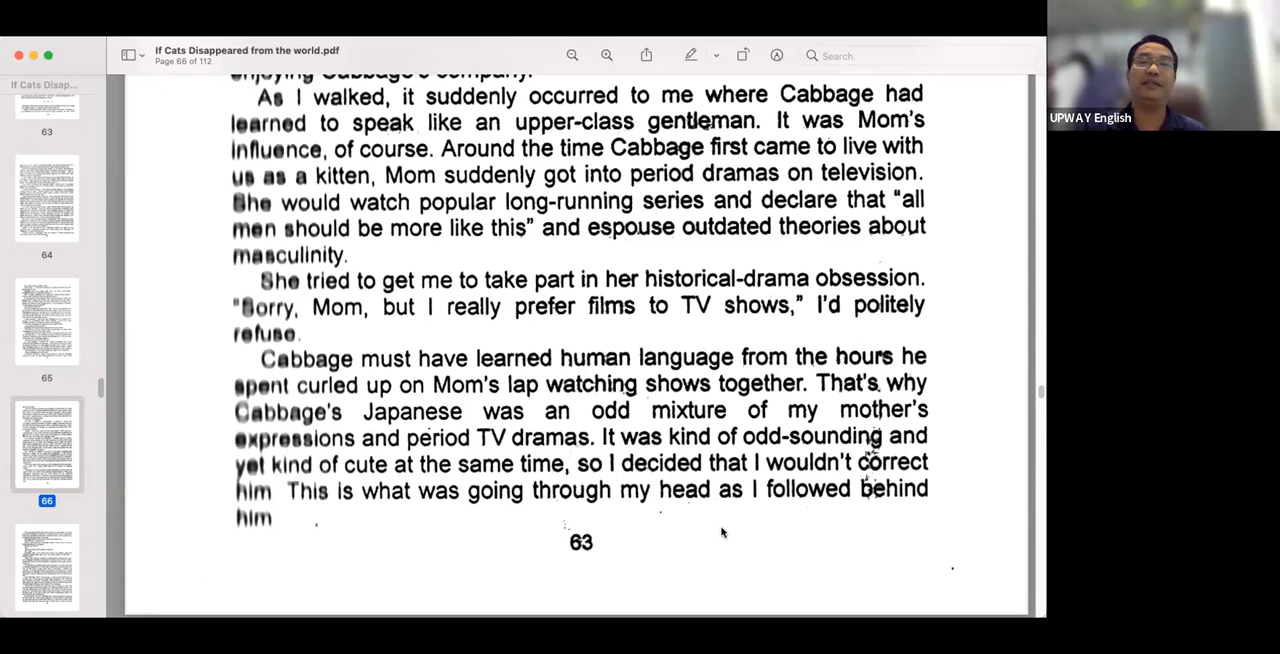 If Cats Disappeared from the world.pdf
Page 66 of 112
Search
If Cats Disap...
63
64
65
66
enjoying Cabbage's company.
As I walked, it suddenly occurred to me where Cabbage had
learned to speak like an upper-class gentleman. It was Mom's
influence, of course. Around the time Cabbage first came to live with
us as a kitten, Mom suddenly got into period dramas on television.
She would watch popular long-running series and declare that “all
men should be more like this” and espouse outdated theories about
masculinity.
She tried to get me to take part in her historical-drama obsession.
"Sorry, Mom, but I really prefer films to TV shows,” I'd politely
refuse.
Cabbage must have learned human language from the hours he
spent curled up on Mom's lap watching shows together. That's why
Cabbage's Japanese was an odd mixture of my mother's
expressions and period TV dramas. It was kind of odd-sounding and
yet kind of cute at the same time, so I decided that I wouldn't correct
him This is what was going through my head as I followed behind
him
63
UPWAY English